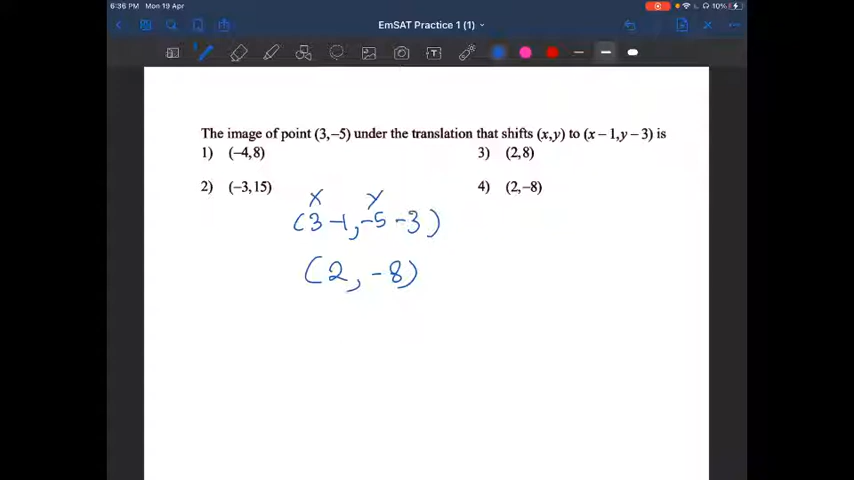 6:36 PM Mon 19 Apr
10%
EmSAT Practice 1 (1)
The image of point (3,–5) under the translation that shifts (x,y) to (x – 1,y – 3) is
1) (–4,8)
3) (2,8)
2) (–3,15)
4) (2,–8)
x y
(3-1, -5 -3)
(2, -8)